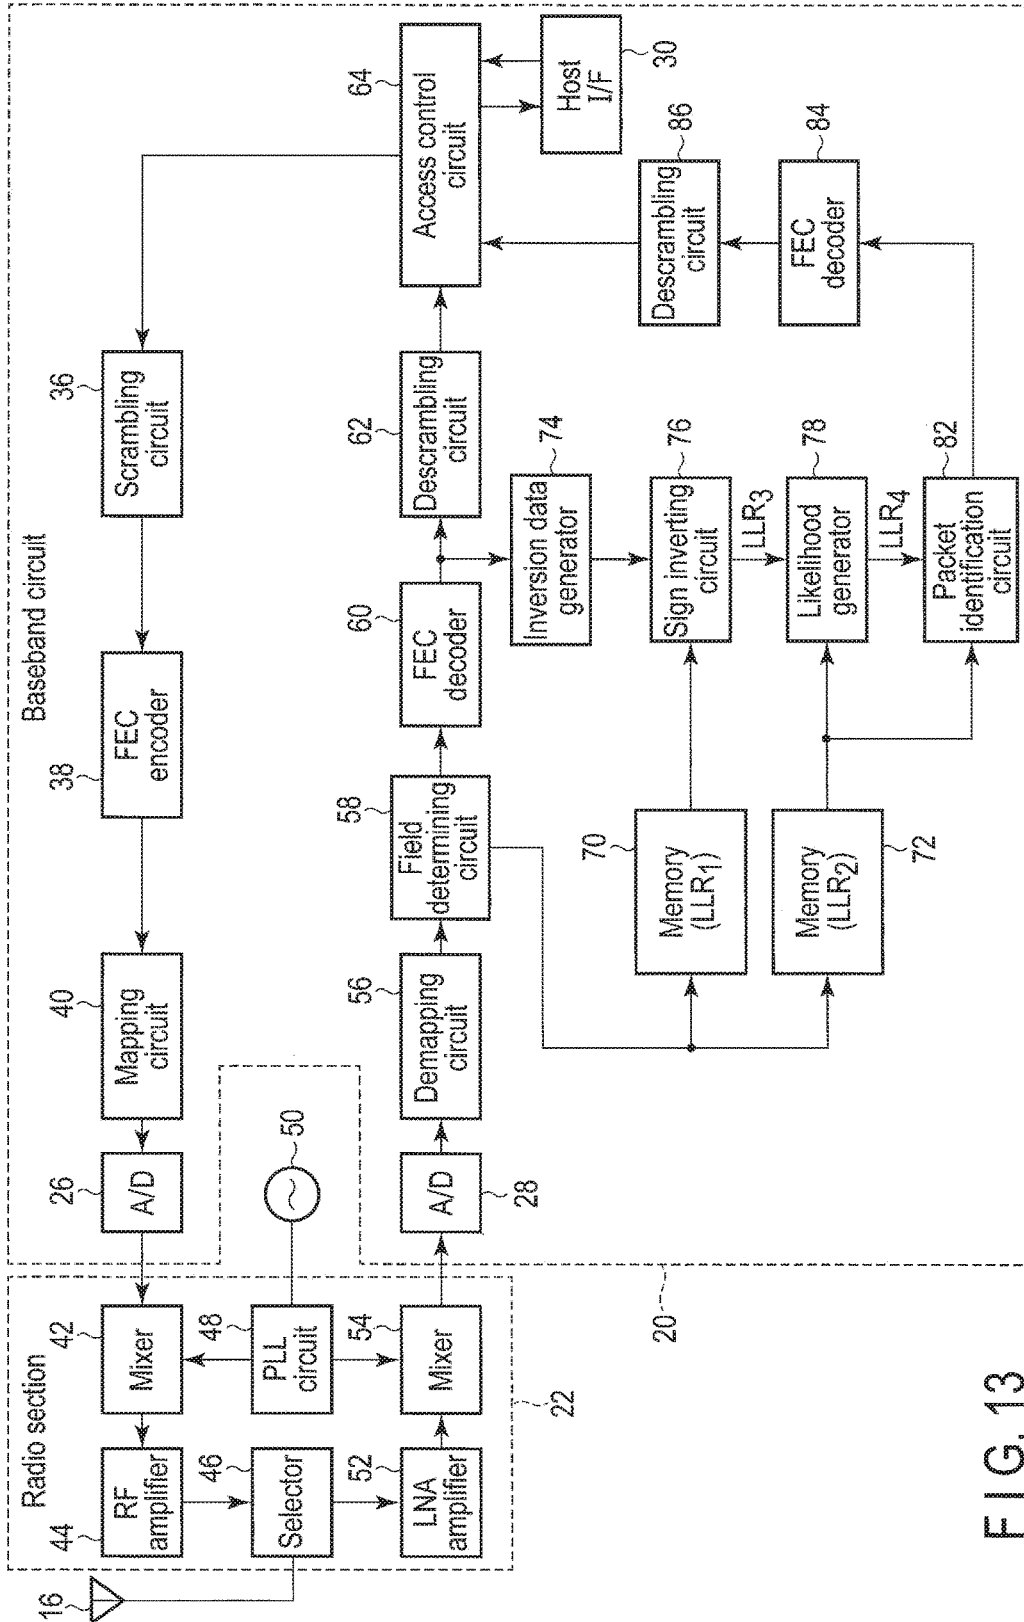 Baseband circuit
Radio section
16
44
RF
amplifier
42
Mixer
26
A/D
40
Mapping
circuit
38
FEC
encoder
36
Scrambling
circuit
46
Selector
48
PLL
circuit
50
~
52
LNA
amplifier
54
Mixer
28
A/D
56
Demapping
circuit
58
Field
determining
circuit
60
FEC
decoder
62
Descrambling
circuit
64
Access control
circuit
22
20
74
Inversion data
generator
Host
I/F
30
70
Memory
(LLR1)
76
Sign inverting
circuit
LLR3
86
Descrambling
circuit
72
Memory
(LLR2)
78
Likelihood
generator
LLR4
84
FEC
decoder
82
Packet
identification
circuit
FIG. 13